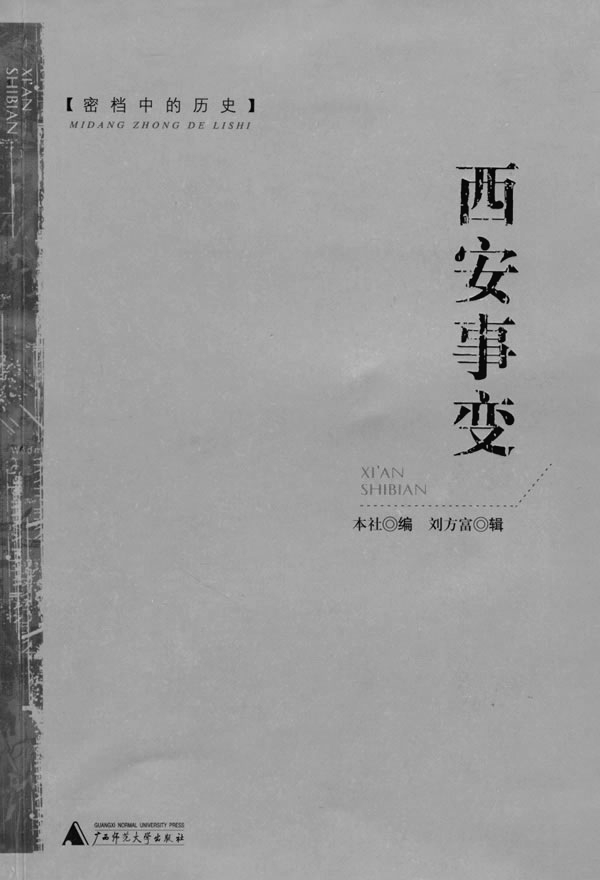 XI'AN
SHIBIAN
【密档中的历史】
MIDANG ZHONG DE LISHI
西安事变
XI'AN
SHIBIAN
本社◎编 刘方富◎辑
GUANGXI NORMAL UNIVERSITY PRESS
广西师范大学出版社